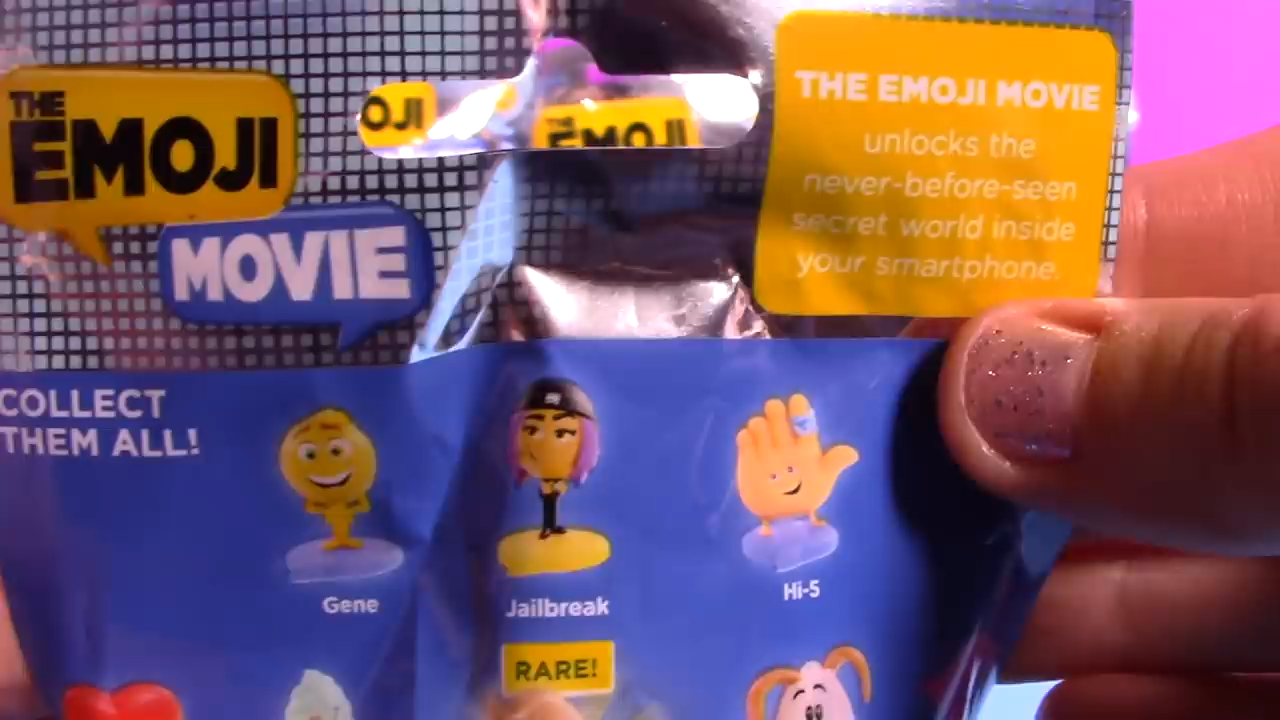 THE
EMOJI
MOVIE
OJI
THE
EMOJI
THE EMOJI MOVIE
unlocks the
never-before-seen
secret world inside
your smartphone.
COLLECT
THEM ALL!
Gene
Jailbreak
Hi-5
RARE!